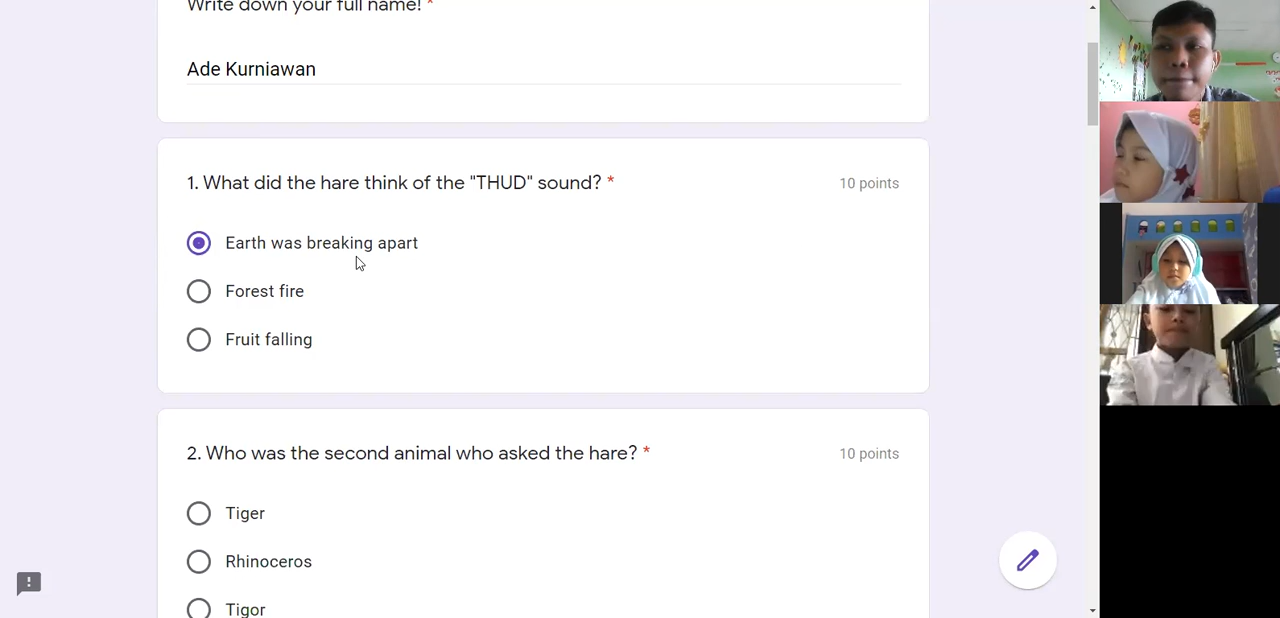 Write down your full name! *
Ade Kurniawan
1. What did the hare think of the "THUD" sound? *
10 points
Earth was breaking apart
Forest fire
Fruit falling
2. Who was the second animal who asked the hare? *
10 points
Tiger
Rhinoceros
Tigor